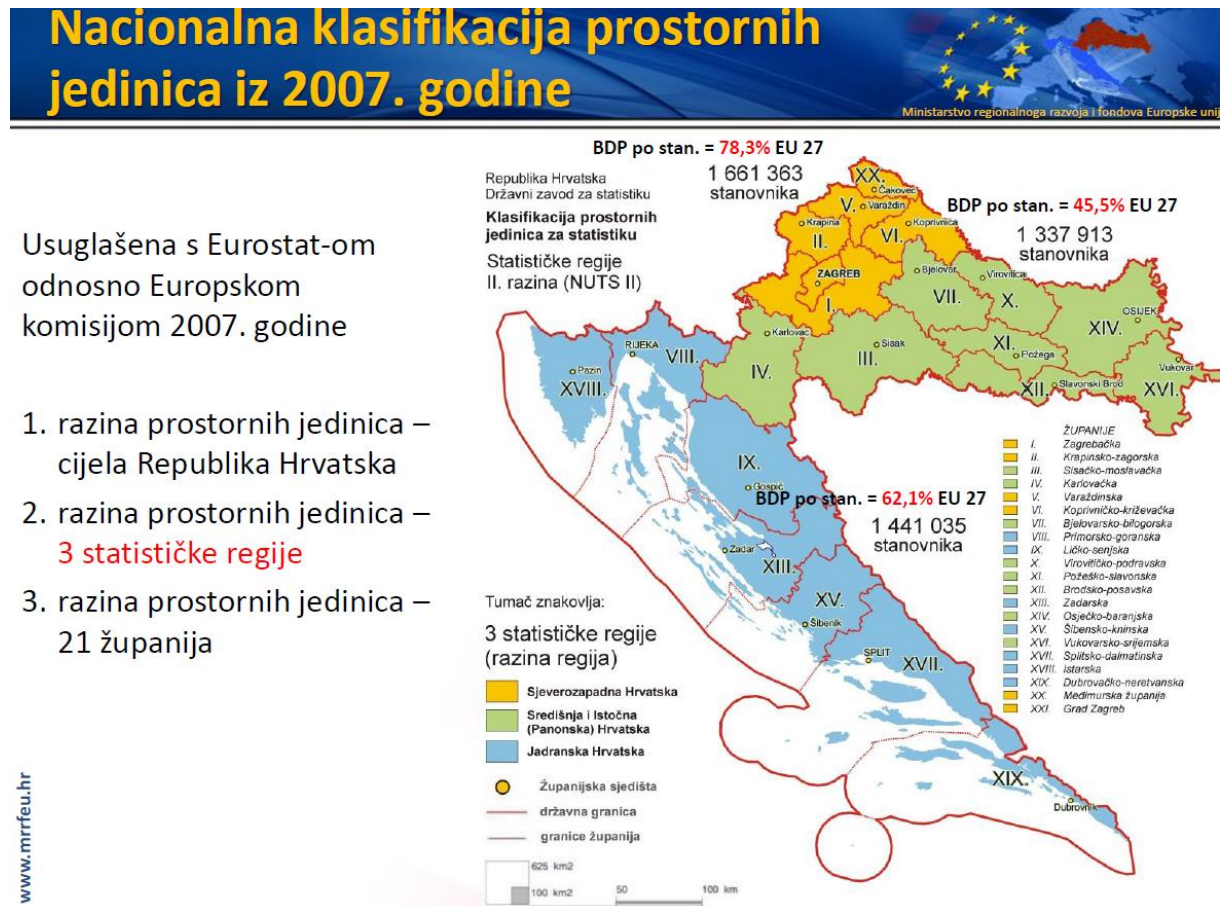 Nacionalna klasifikacija prostornih
jedinica iz 2007. godine
Ministarstvo regionalnoga razvoja i fondova Europske unij
Usuglašena s Eurostat-om
odnosno Europskom
komisijom 2007. godine
1. razina prostornih jedinica –
cijela Republika Hrvatska
2. razina prostornih jedinica –
3 statističke regije
3. razina prostornih jedinica –
21 županija
www.mrrfeu.hr
Republika Hrvatska
Državni zavod za statistiku
Klasifikacija prostornih
jedinica za statistiku
Statističke regije
II. razina (NUTS II)
BDP po stan. = 78,3% EU 27
1 661 363
stanovnika
BDP po stan. = 45,5% EU 27
1 337 913
stanovnika
BDP po stan. = 62,1% EU 27
1 441 035
stanovnika
XX.
Čakovec
V.
Varaždin
Krapina
II.
VI.
Koprivnica
ZAGREB
I.
Bjelovar
VII.
Virovitica
X.
OSIJEK
XIV.
Karlovac
IV.
Sisak
III.
XI.
Požega
XII.
Slavonski Brod
Vukovar
XVI.
RIJEKA
VIII.
Pazin
XVIII.
IX.
Gospić
Zadar
XIII.
XV.
Šibenik
SPLIT
XVII.
XIX.
Dubrovnik
ŽUPANIJE
I. Zagrebačka
II. Krapinsko-zagorska
III. Sisačko-moslavačka
IV. Karlovačka
V. Varaždinska
VI. Koprivničko-križevačka
VII. Bjelovarsko-bilogorska
VIII. Primorsko-goranska
IX. Ličko-senjska
X. Virovitičko-podravska
XI. Požeško-slavonska
XII. Brodsko-posavska
XIII. Zadarska
XIV. Osječko-baranjska
XV. Šibensko-kninska
XVI. Vukovarsko-srijemska
XVII. Splitsko-dalmatinska
XVIII. Istarska
XIX. Dubrovačko-neretvanska
XX. Međimurska županija
XXI. Grad Zagreb
Tumač znakovlja:
3 statističke regije
(razina regija)
Sjeverozapadna Hrvatska
Središnja i Istočna
(Panonska) Hrvatska
Jadranska Hrvatska
Županijska sjedišta
državna granica
granice županija
625 km2
100 km2
50
100 km